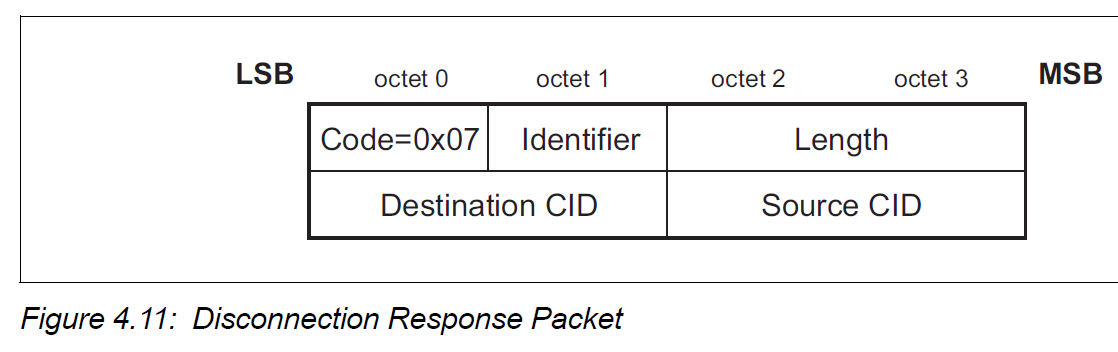 LSB octet 0 octet 1 octet 2 octet 3 MSB
Code=0x07 Identifier Length
Destination CID Source CID
Figure 4.11: Disconnection Response Packet